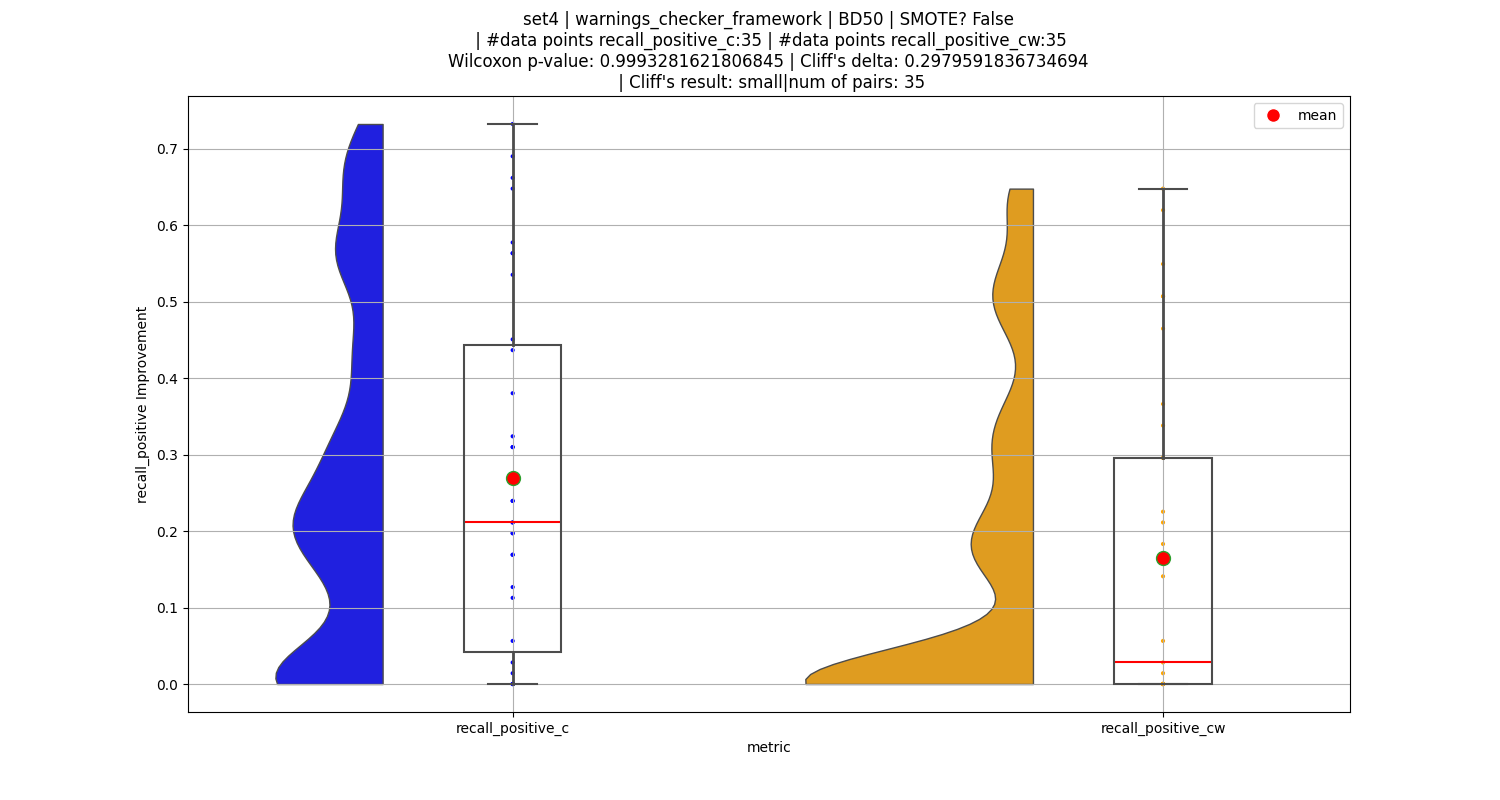 set4 | warnings_checker_framework | BD50 | SMOTE? False
| #data points recall_positive_c:35 | #data points recall_positive_cw:35
Wilcoxon p-value: 0.9993281621806845 | Cliff's delta: 0.2979591836734694
| Cliff's result: small|num of pairs: 35
mean
0.7
0.6
0.5
0.4
0.3
0.2
0.1
0.0
recall_positive Improvement
recall_positive_c
recall_positive_cw
metric